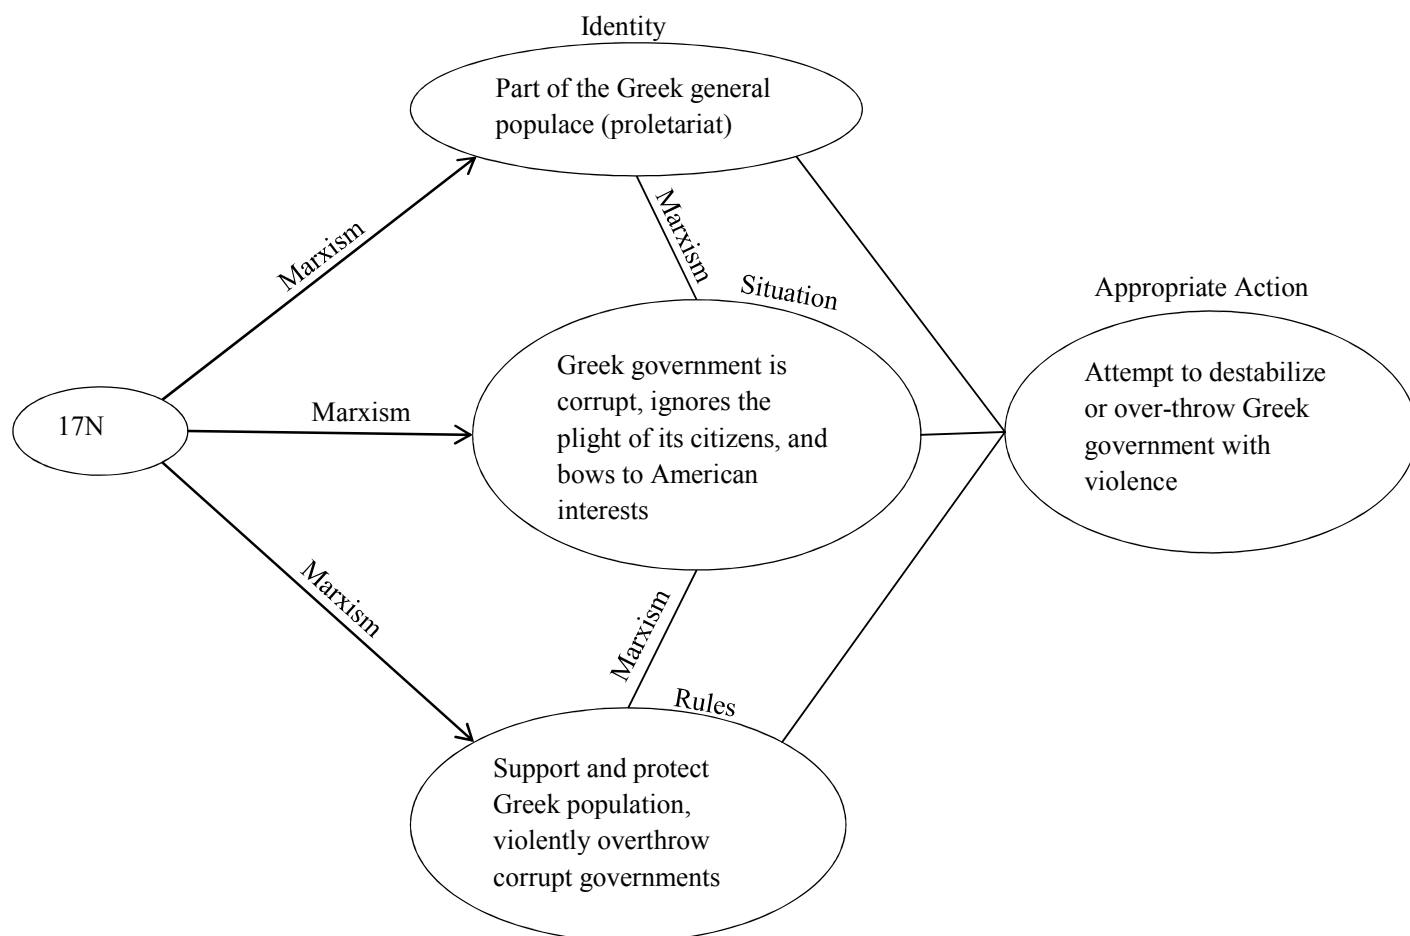 Identity
Part of the Greek general
populace (proletariat)
Marxism
Marxism
Situation
Appropriate Action
Greek government is
corrupt, ignores the
plight of its citizens, and
bows to American
interests
Attempt to destabilize
or over-throw Greek
government with
violence
17N
Marxism
Marxism
Marxism
Rules
Support and protect
Greek population,
violently overthrow
corrupt governments